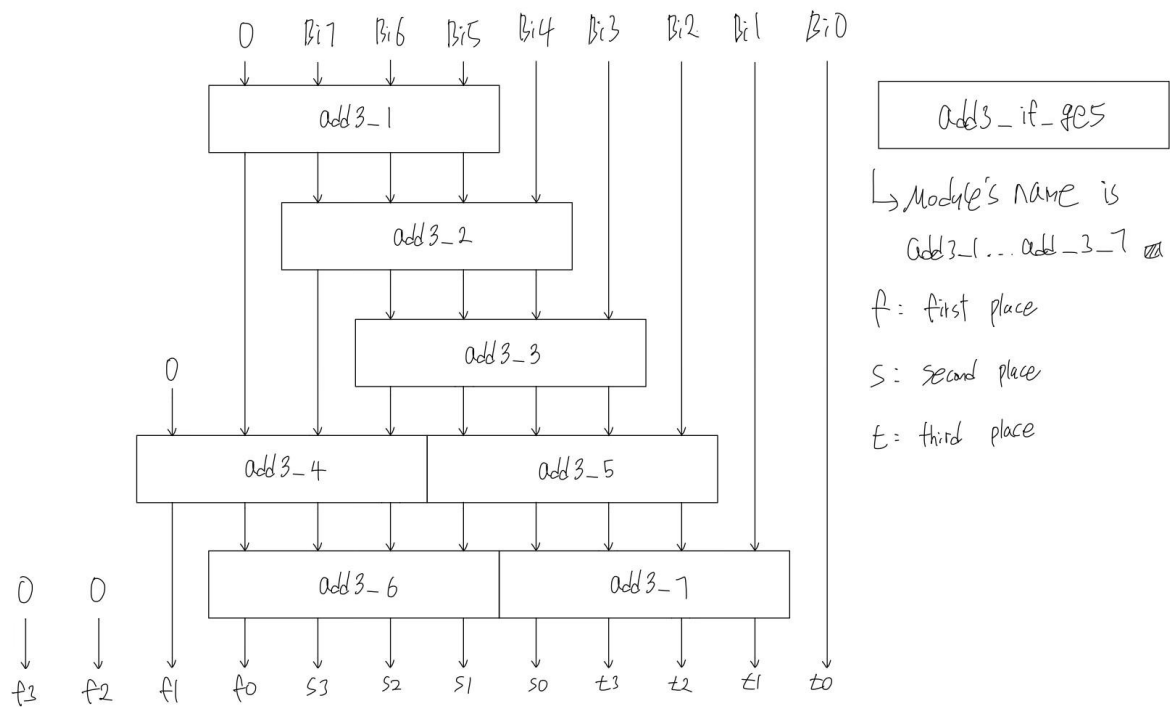 0 Bi7 Bi6 Bi5 Bi4 Bi3 Bi2 Bi1 Bi0
add3_1
add3_2
add3_3
0
add3_4 add3_5
add3_6 add3_7
0 0
f3 f2 f1 f0 s3 s2 s1 s0 t3 t2 t1 t0
add3_if_ge5
Module's name is
add3_1...add_3_7
f: first place
s: second place
t: third place